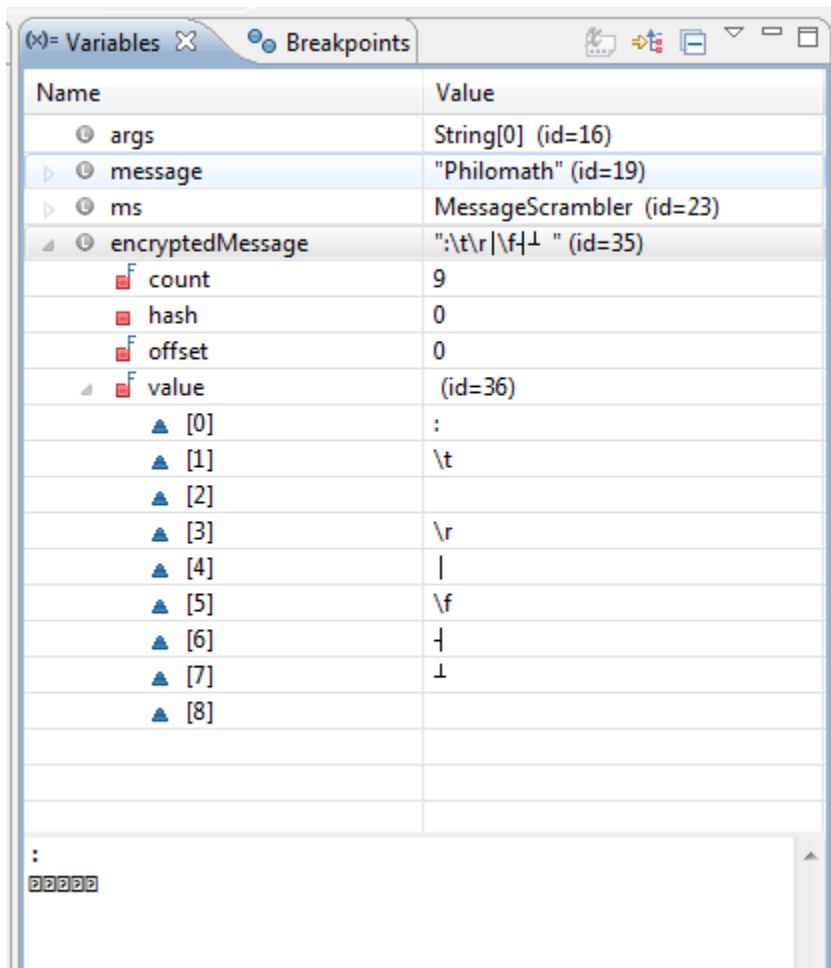 (x)= Variables Breakpoints
Name Value
args String[0] (id=16)
message "Philomath" (id=19)
ms MessageScrambler (id=23)
encryptedMessage ":\t\r│\f┤┴ " (id=35)
count 9
hash 0
offset 0
value (id=36)
[0] :
[1] \t
[2]
[3] \r
[4] │
[5] \f
[6] ┤
[7] ┴
[8]
: